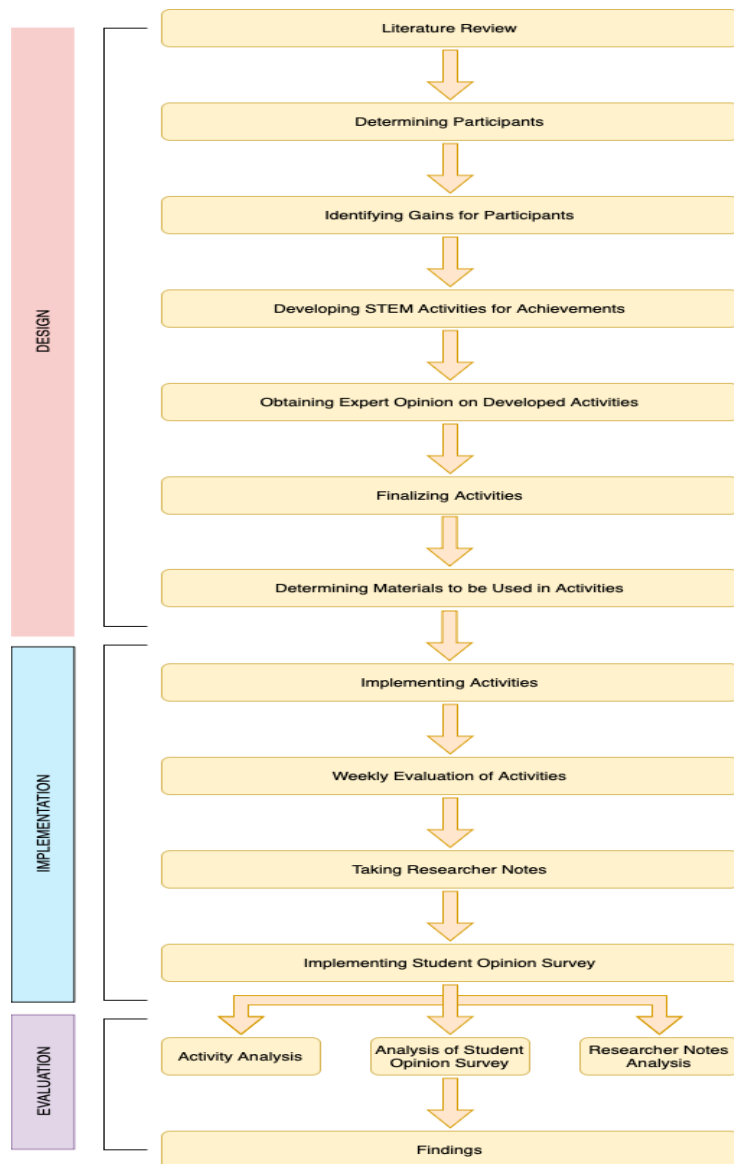 Literature Review
Determining Participants
Identifying Gains for Participants
Developing STEM Activities for Achievements
DESIGN
Obtaining Expert Opinion on Developed Activities
Finalizing Activities
Determining Materials to be Used in Activities
Implementing Activities
Weekly Evaluation of Activities
IMPLEMENTATION
Taking Researcher Notes
Implementing Student Opinion Survey
EVALUATION
Activity Analysis
Analysis of Student
Opinion Survey
Researcher Notes
Analysis
Findings